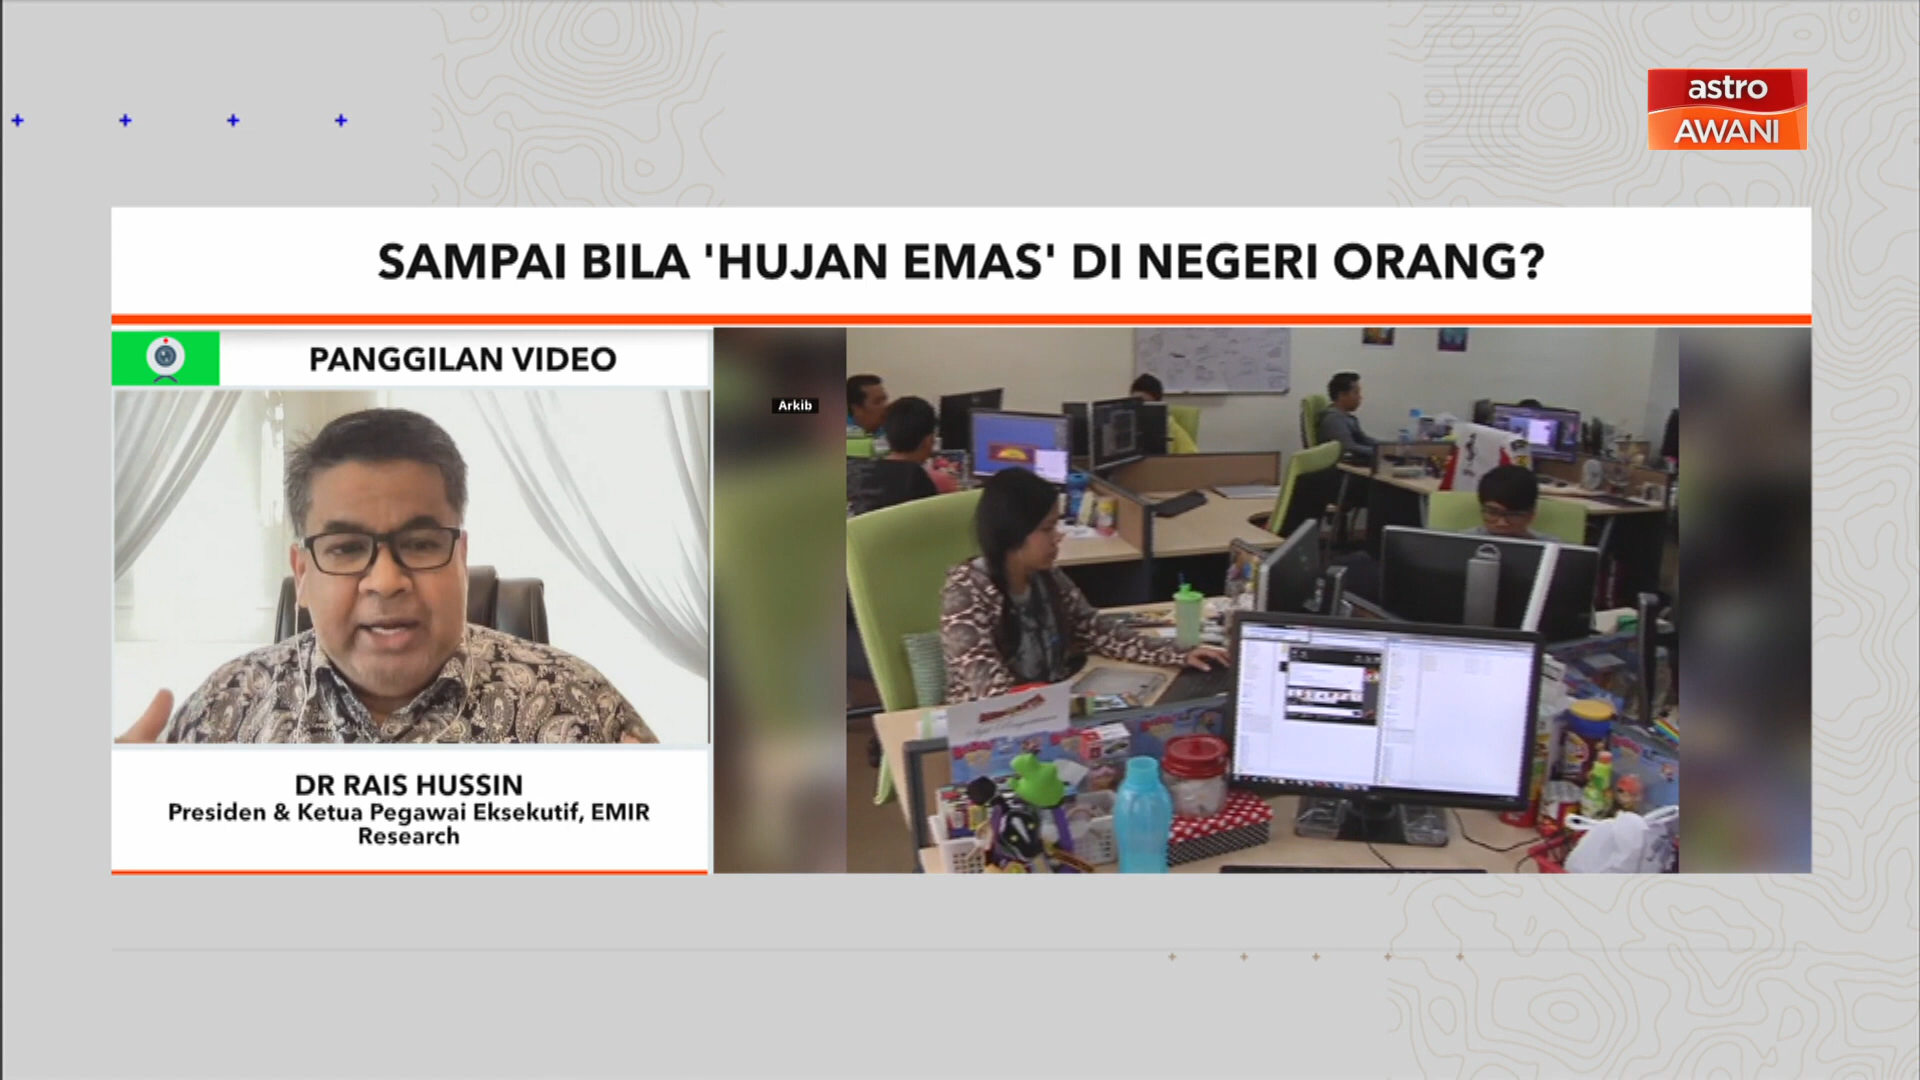 astro
AWANI
SAMPAI BILA 'HUJAN EMAS' DI NEGERI ORANG?
PANGGILAN VIDEO
Arkib
DR RAIS HUSSIN
Presiden & Ketua Pegawai Eksekutif, EMIR
Research